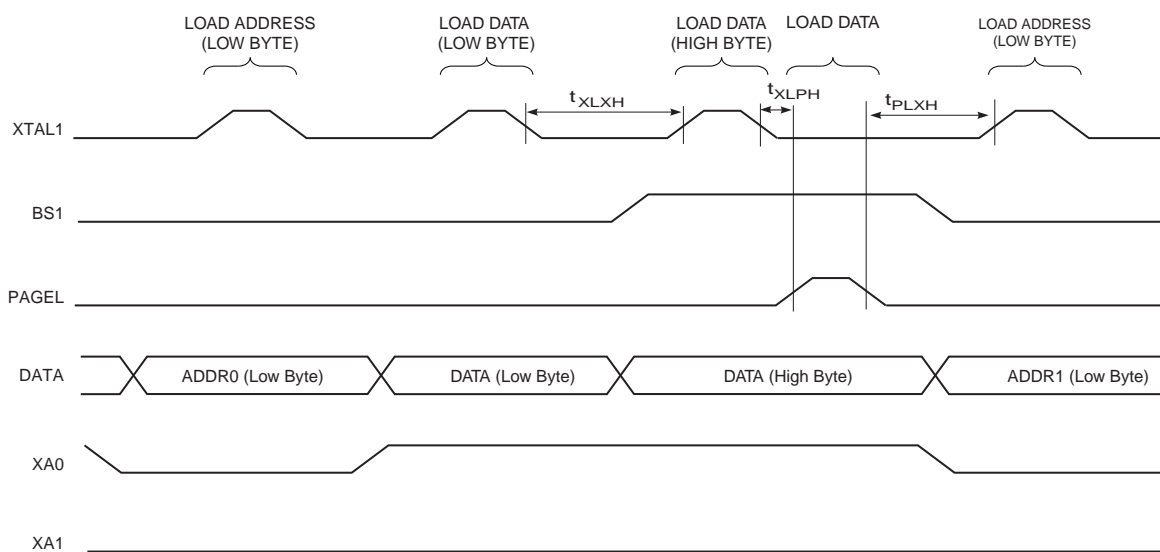 LOAD ADDRESS
(LOW BYTE)
LOAD DATA
(LOW BYTE)
LOAD DATA
(HIGH BYTE)
LOAD DATA
LOAD ADDRESS
(LOW BYTE)
tXLXH
tXLPH
tPLXH
XTAL1
BS1
PAGEL
DATA
ADDR0 (Low Byte)
DATA (Low Byte)
DATA (High Byte)
ADDR1 (Low Byte)
XA0
XA1